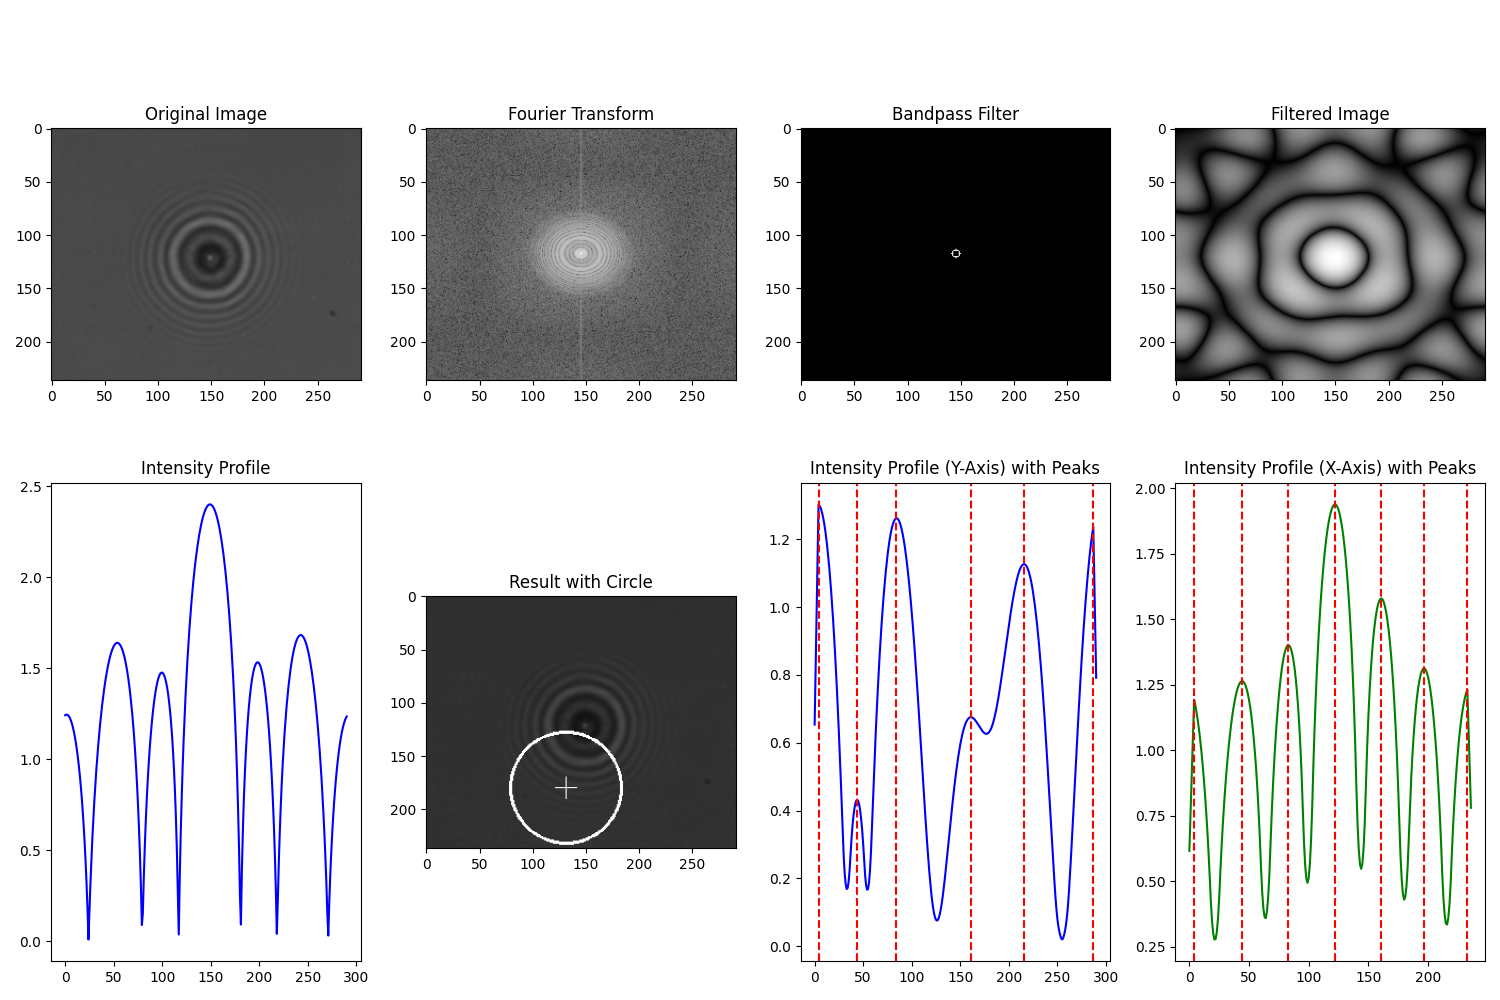 Original Image
Fourier Transform
Bandpass Filter
Filtered Image
0
50
100
150
200
0 50 100 150 200 250
0
50
100
150
200
0 50 100 150 200 250
0
50
100
150
200
0 50 100 150 200 250
0
50
100
150
200
0 50 100 150 200 250
Intensity Profile
2.5
2.0
1.5
1.0
0.5
0.0
0 50 100 150 200 250 300
Result with Circle
0
50
100
150
200
0 50 100 150 200 250
Intensity Profile (Y-Axis) with Peaks
1.2
1.0
0.8
0.6
0.4
0.2
0.0
0 50 100 150 200 250 300
Intensity Profile (X-Axis) with Peaks
2.00
1.75
1.50
1.25
1.00
0.75
0.50
0.25
0 50 100 150 200